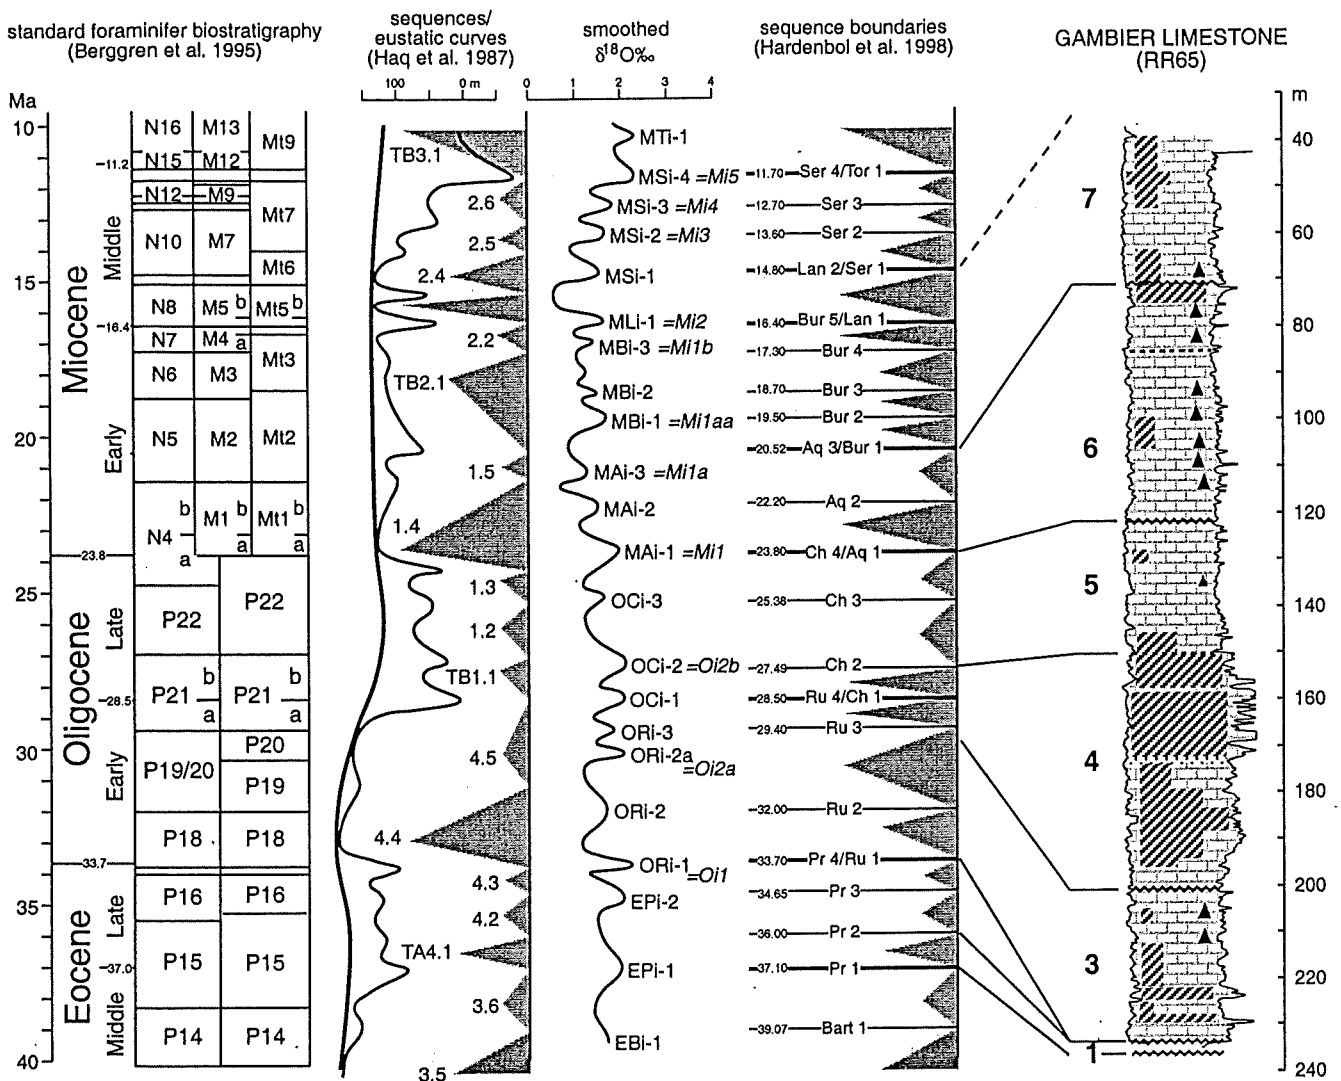 standard foraminifer biostratigraphy
(Berggren et al. 1995)
sequences/
eustatic curves
(Haq et al. 1987)
100 0 m
smoothed
δ18O‰
0 1 2 3 4
sequence boundaries
(Hardenbol et al. 1998)
GAMBIER LIMESTONE
(RR65)
Ma
10
15
20
25
30
35
40
Miocene
Oligocene
Eocene
Middle
Early
Late
Early
Late
Middle
11.2
16.4
23.8
28.5
33.7
37.0
N16 M13 Mt9
N15 M12
N12 M9
Mt7
N10 M7
Mt6
N8 M5 b Mt5 b
N7 M4 a
Mt3
N6 M3
N5 M2 Mt2
N4 b a M1 b a Mt1 b a
P22 P22
P21 b a P21 b a
P20
P19/20
P19
P18 P18
P16 P16
P15 P15
P14 P14
TB3.1
2.6
2.5
2.4
2.2
TB2.1
1.5
1.4
1.3
1.2
TB1.1
4.5
4.4
4.3
4.2
TA4.1
3.6
3.5
MTi-1
MSi-4 =Mi5
MSi-3 =Mi4
MSi-2 =Mi3
MSi-1
MLi-1 =Mi2
MBi-3 =Mi1b
MBi-2
MBi-1 =Mi1aa
MAi-3 =Mi1a
MAi-2
MAi-1 =Mi1
OCi-3
OCi-2 =Oi2b
OCi-1
ORi-3
ORi-2a =Oi2a
ORi-2
ORi-1 =Oi1
EPi-2
EPi-1
EBi-1
11.70 Ser 4/Tor 1
12.70 Ser 3
13.60 Ser 2
14.80 Lan 2/Ser 1
16.40 Bur 5/Lan 1
17.30 Bur 4
18.70 Bur 3
19.50 Bur 2
20.52 Aq 3/Bur 1
22.20 Aq 2
23.80 Ch 4/Aq 1
25.38 Ch 3
27.49 Ch 2
28.50 Ru 4/Ch 1
29.40 Ru 3
32.00 Ru 2
33.70 Pr 4/Ru 1
34.65 Pr 3
36.00 Pr 2
37.10 Pr 1
39.07 Bart 1
7
6
5
4
3
1
m
40
60
80
100
120
140
160
180
200
220
240